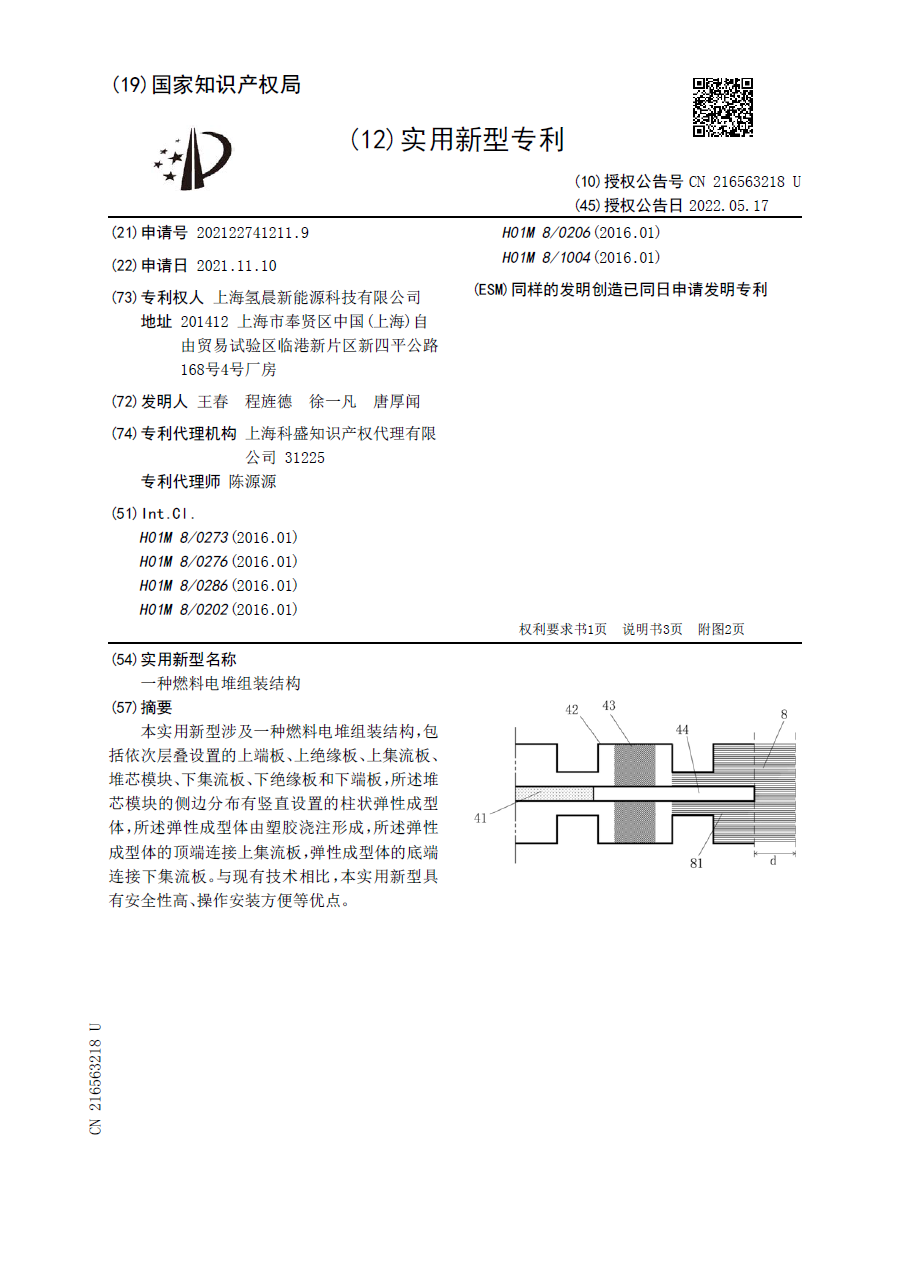 (19)国家知识产权局
(12)实用新型专利
(10)授权公告号 CN 216563218 U
(45)授权公告日 2022.05.17
(21)申请号 202122741211.9
(22)申请日 2021.11.10
(73)专利权人 上海氢晨新能源科技有限公司
地址 201412 上海市奉贤区中国(上海)自
由贸易试验区临港新片区新四平公路
168号4号厂房
(72)发明人 王春 程旌德 徐一凡 唐厚闻
(74)专利代理机构 上海科盛知识产权代理有限
公司 31225
专利代理师 陈源源
(51)Int.Cl.
H01M 8/0273(2016.01)
H01M 8/0276(2016.01)
H01M 8/0286(2016.01)
H01M 8/0202(2016.01)
H01M 8/0206(2016.01)
H01M 8/1004(2016.01)
(ESM)同样的发明创造已同日申请发明专利
权利要求书1页 说明书3页 附图2页
(54)实用新型名称
一种燃料电堆组装结构
(57)摘要
本实用新型涉及一种燃料电堆组装结构,包
括依次层叠设置的上端板、上绝缘板、上集流板、
堆芯模块、下集流板、下绝缘板和下端板,所述堆
芯模块的侧边分布有竖直设置的柱状弹性成型
体,所述弹性成型体由塑胶浇注形成,所述弹性
成型体的顶端连接上集流板,弹性成型体的底端
连接下集流板。与现有技术相比,本实用新型具
有安全性高、操作安装方便等优点。
42
43
44
8
41
81
d
CN 216563218 U